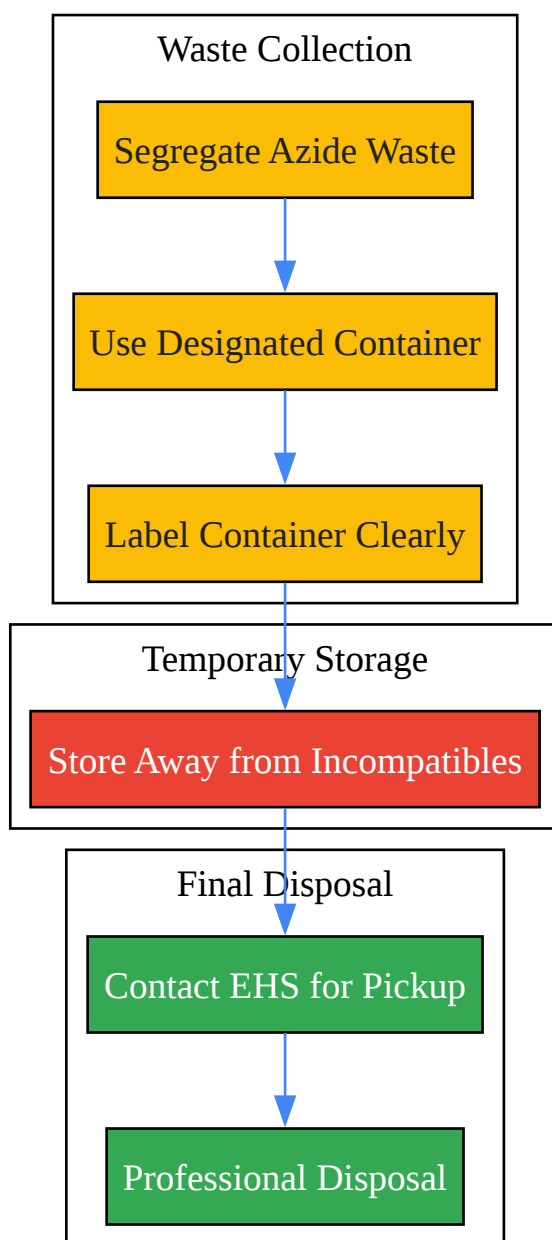 Waste Collection
Segregate Azide Waste
Use Designated Container
Label Container Clearly
Temporary Storage
Store Away from Incompatibles
Final Disposal
Contact EHS for Pickup
Professional Disposal